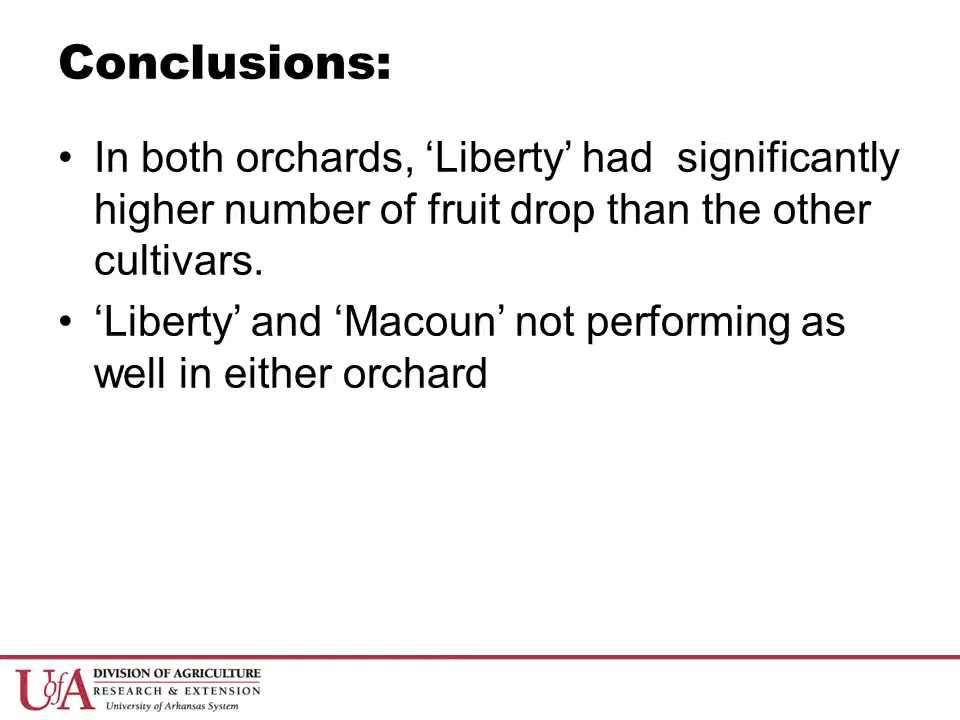 Conclusions:
• In both orchards, ‘Liberty’ had  significantly
higher number of fruit drop than the other
cultivars.
• ‘Liberty’ and ‘Macoun’ not performing as
well in either orchard
UofA
DIVISION OF AGRICULTURE
RESEARCH & EXTENSION
University of Arkansas System